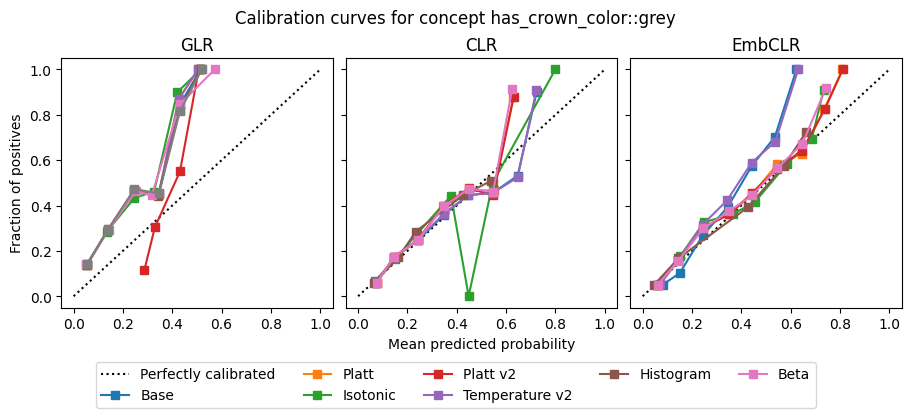 Calibration curves for concept has_crown_color::grey
GLR
CLR
EmbCLR
Fraction of positives
1.0
0.8
0.6
0.4
0.2
0.0
0.0 0.2 0.4 0.6 0.8 1.0
0.0 0.2 0.4 0.6 0.8 1.0
0.0 0.2 0.4 0.6 0.8 1.0
Mean predicted probability
Perfectly calibrated Platt Platt v2 Histogram Beta
Base Isotonic Temperature v2